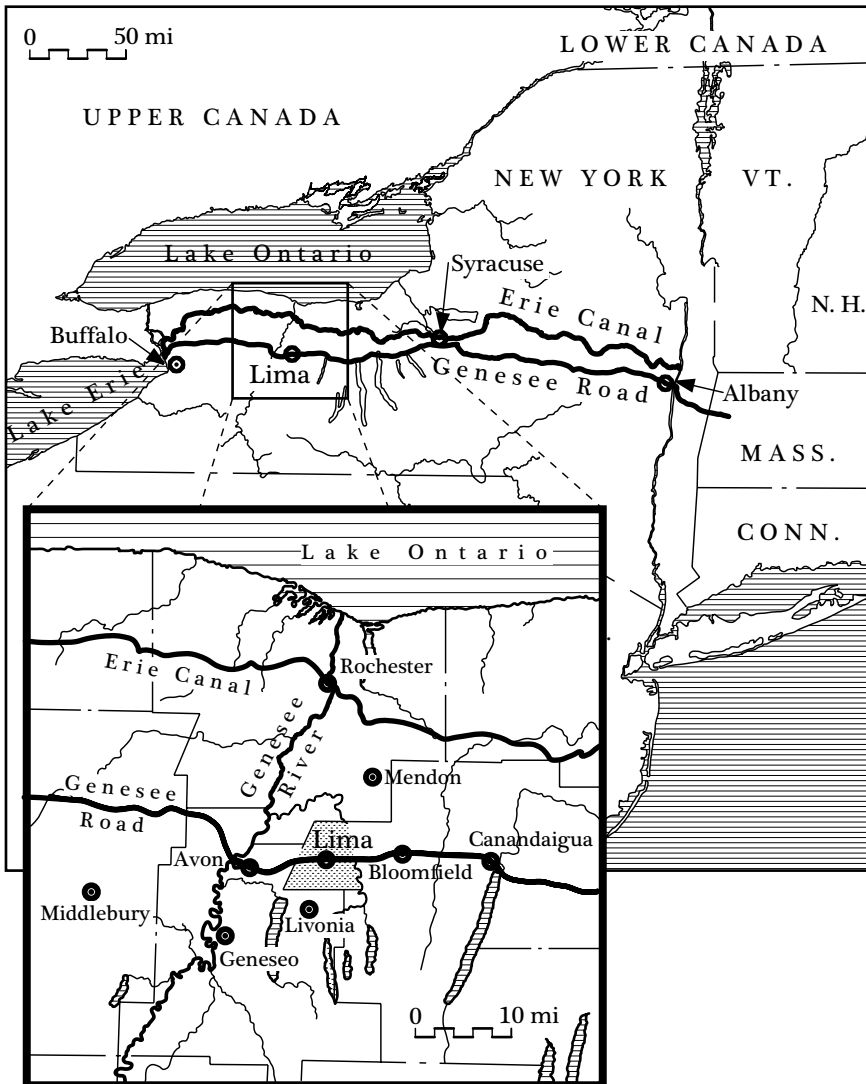 0 50 mi
LOWER CANADA
UPPER CANADA
NEW YORK
VT.
Lake Ontario
Syracuse
Erie Canal
N. H.
Buffalo
Lima
Genesee Road
Lake Erie
Albany
MASS.
CONN.
Lake Ontario
Erie Canal
Rochester
Genesee
River
Mendon
Genesee
Road
Lima
Canandaigua
Avon
Bloomfield
Middlebury
Livonia
Geneseo
0 10 mi